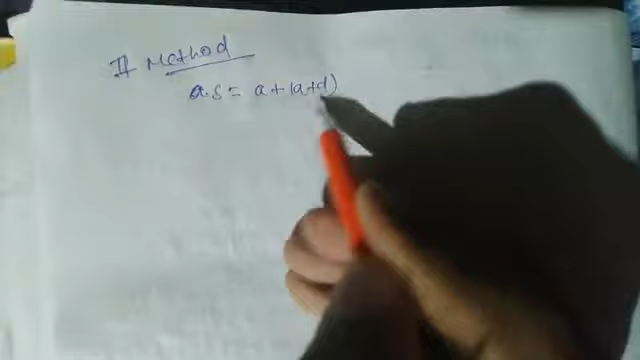 II Method
a.s = a + (a+d)